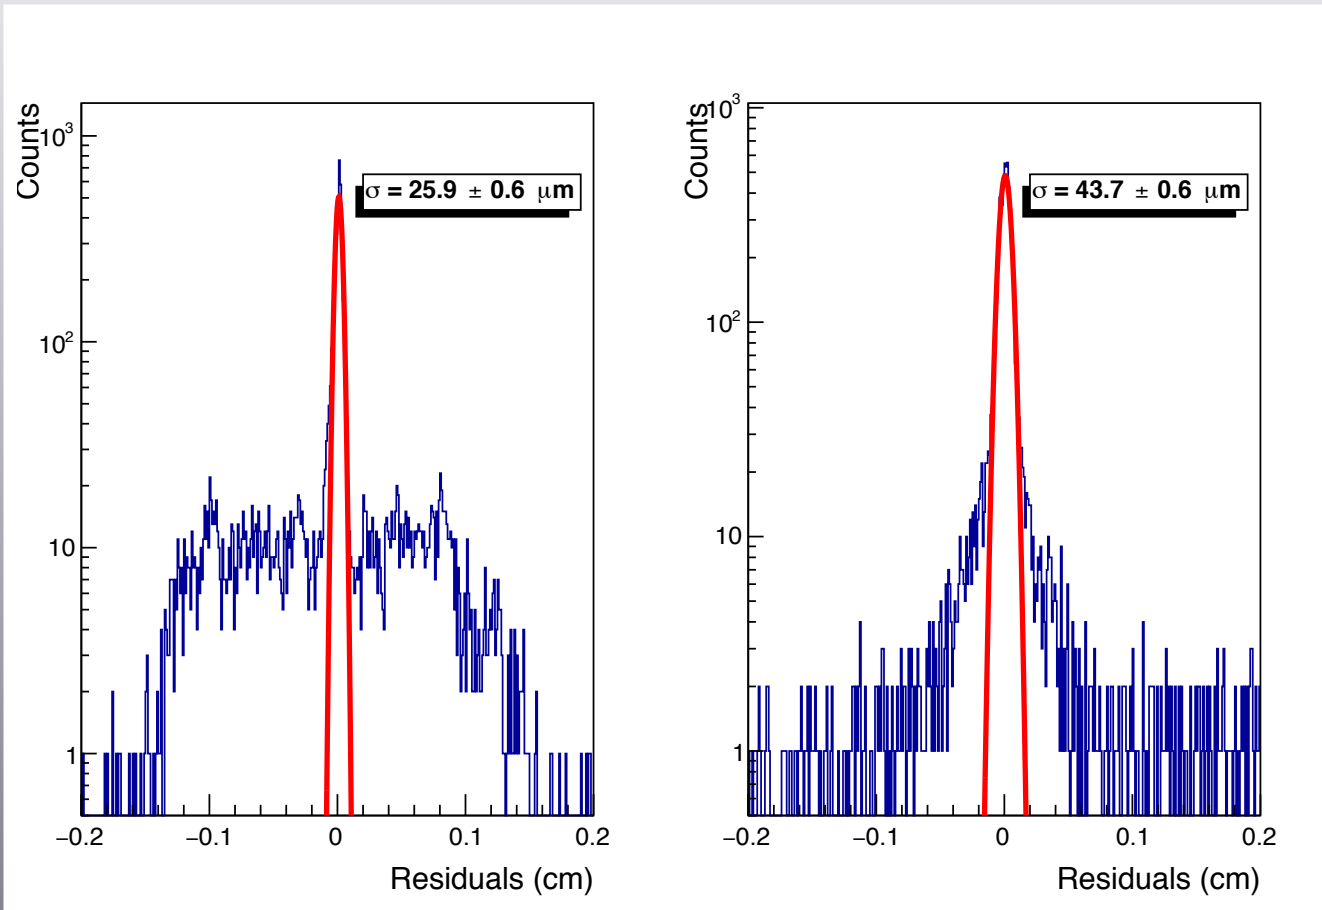 Counts
10³
10²
10
1
σ = 25.9 ± 0.6 μm
−0.2 −0.1 0 0.1 0.2
Residuals (cm)
Counts
10³
10²
10
1
σ = 43.7 ± 0.6 μm
−0.2 −0.1 0 0.1 0.2
Residuals (cm)